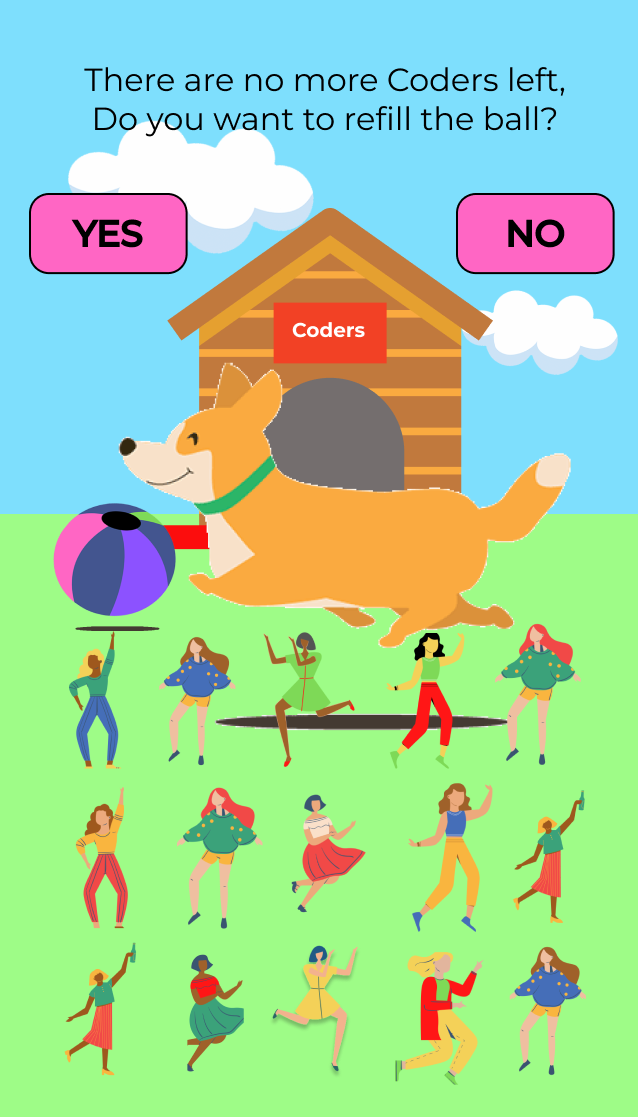 There are no more Coders left,
Do you want to refill the ball?
YES
NO
Coders